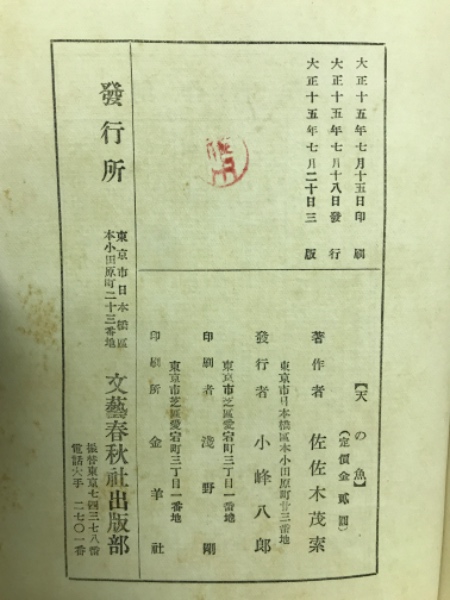 大正十五年七月十五日印刷
大正十五年七月十八日發行
大正十五年七月二十日三版
【天の魚】
(定價金貳圓)
著作者 佐佐木茂索
東京市日本橋區本小田原町廿三番地
發行者 小峰八郎
東京市芝區愛宕町三丁目一番地
印刷者 淺野剛
東京市芝區愛宕町三丁目一番地
印刷所 金羊社
發行所
東京市日本橋區
本小田原町二十三番地
文藝春秋社出版部
振替東京七四三七八番
電話大手 二七〇一番